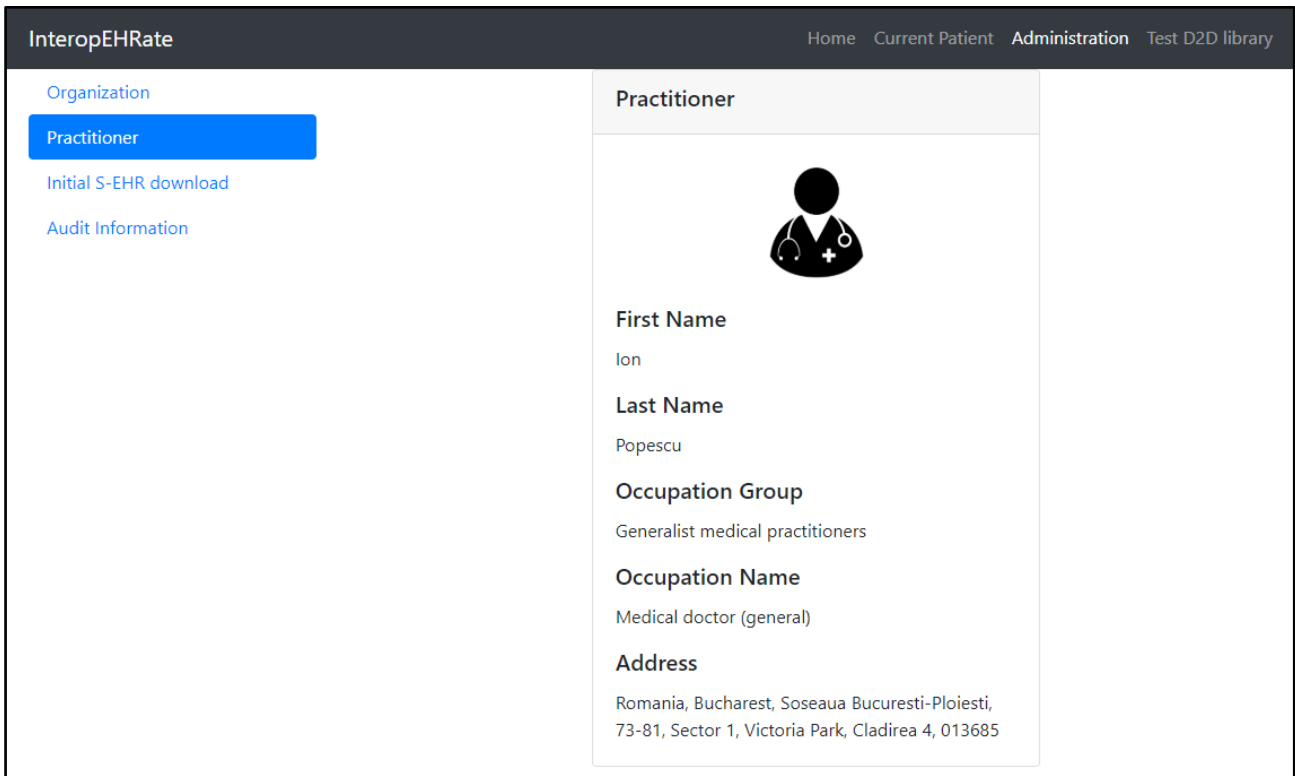 InteropEHRate
Home Current Patient Administration Test D2D library
Organization
Practitioner
Initial S-EHR download
Audit Information
Practitioner
First Name
Ion
Last Name
Popescu
Occupation Group
Generalist medical practitioners
Occupation Name
Medical doctor (general)
Address
Romania, Bucharest, Soseaua Bucuresti-Ploiesti,
73-81, Sector 1, Victoria Park, Cladirea 4, 013685